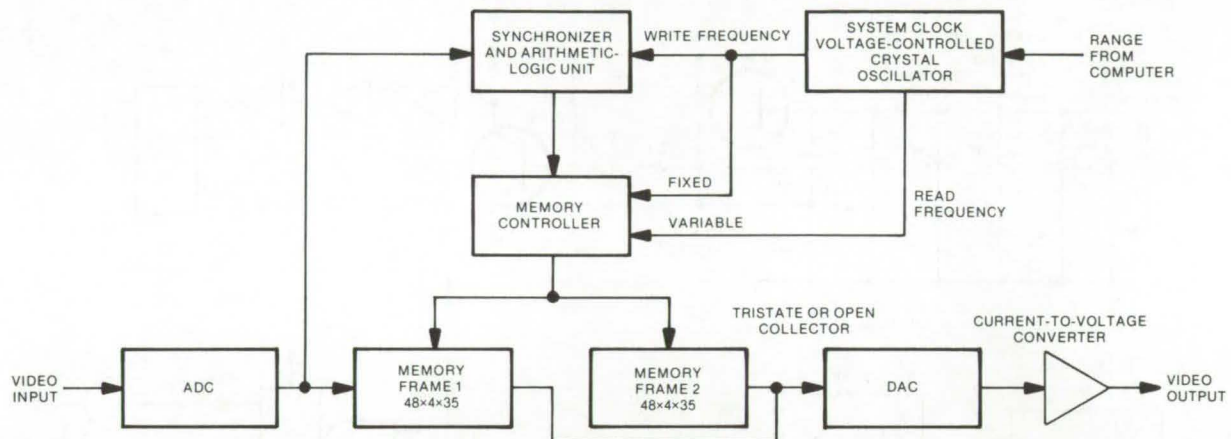 SYNCHRONIZER
AND ARITHMETIC-
LOGIC UNIT
WRITE FREQUENCY
SYSTEM CLOCK
VOLTAGE-CONTROLLED
CRYSTAL
OSCILLATOR
RANGE
FROM
COMPUTER
MEMORY
CONTROLLER
FIXED
VARIABLE
READ
FREQUENCY
TRISTATE OR OPEN
COLLECTOR
CURRENT-TO-VOLTAGE
CONVERTER
VIDEO
INPUT
ADC
MEMORY
FRAME 1
48×4×35
MEMORY
FRAME 2
48×4×35
DAC
VIDEO
OUTPUT